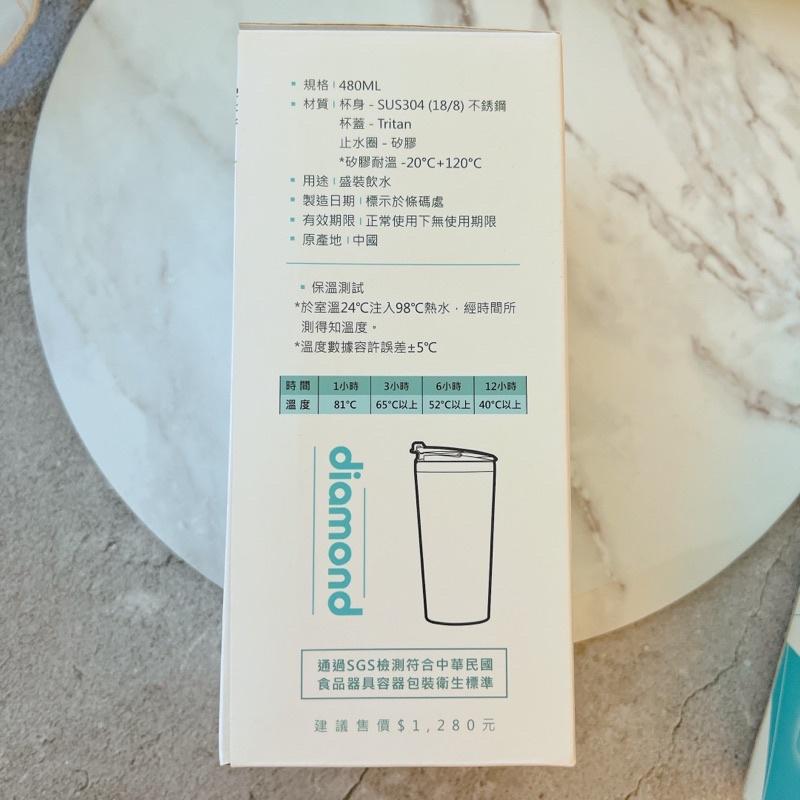 ▪ 規格 | 480ML
▪ 材質 | 杯身 - SUS304 (18/8) 不銹鋼
杯蓋 - Tritan
止水圈 - 矽膠
*矽膠耐溫 -20°C+120°C
▪ 用途 | 盛裝飲水
▪ 製造日期 | 標示於條碼處
▪ 有效期限 | 正常使用下無使用期限
▪ 原產地 | 中國
▪ 保溫測試
*於室溫24℃注入98℃熱水，經時間所
測得知溫度。
*溫度數據容許誤差±5℃
時間 1小時 3小時 6小時 12小時
溫度 81°C 65°C以上 52°C以上 40°C以上
diamond
通過SGS檢測符合中華民國
食品器具容器包裝衛生標準
建議售價$1,280元